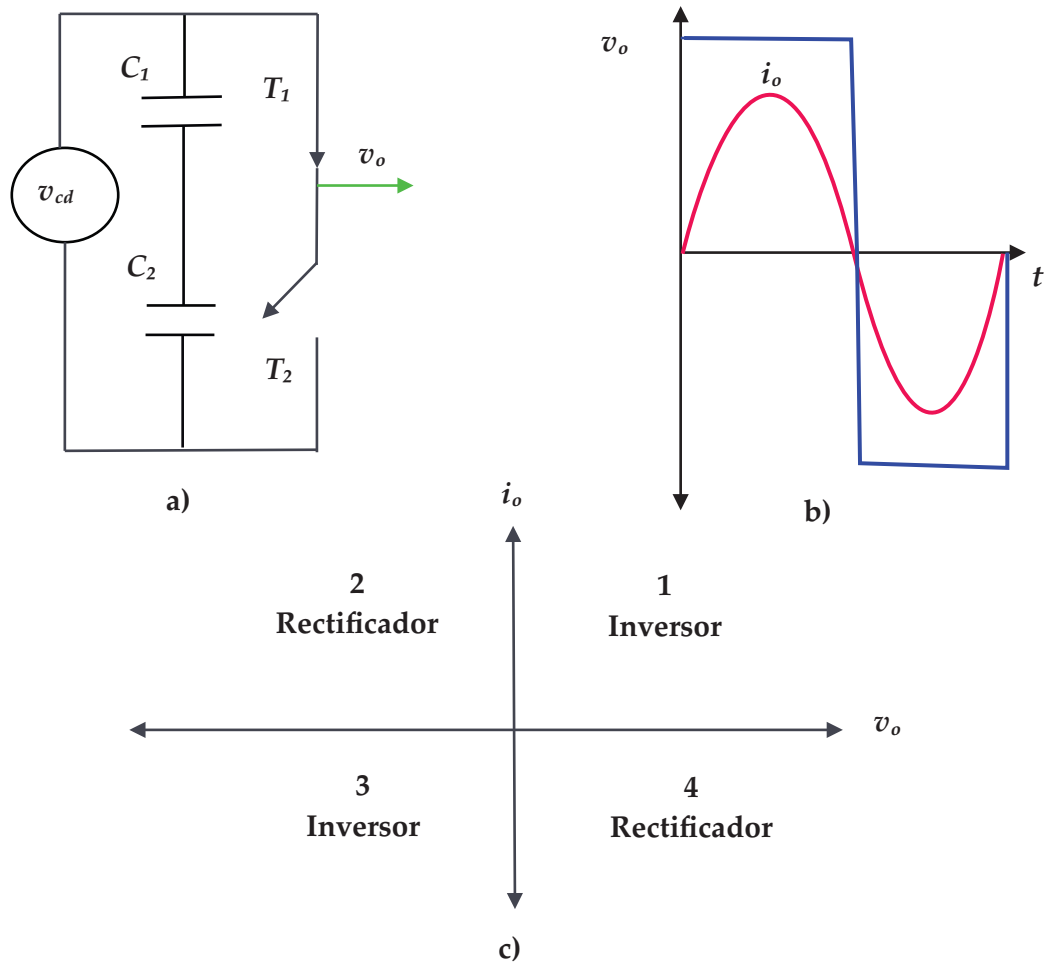 C1
T1
vo
vcd
C2
T2
a)
vo
io
t
b)
io
2
Rectificador
1
Inversor
vo
3
Inversor
4
Rectificador
c)